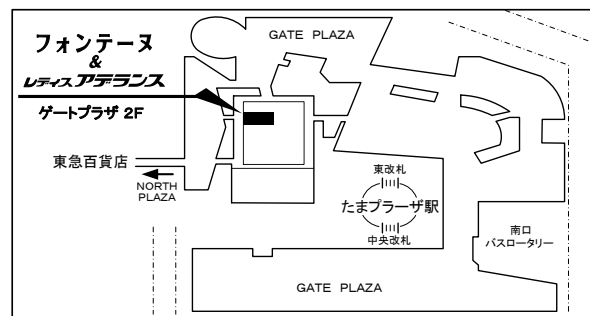 フォンテーヌ
&
レディスアデランス
ゲートプラザ 2F
GATE PLAZA
東急百貨店
NORTH
PLAZA
東改札
たまプラーザ駅
中央改札
南口
バスロータリー
GATE PLAZA